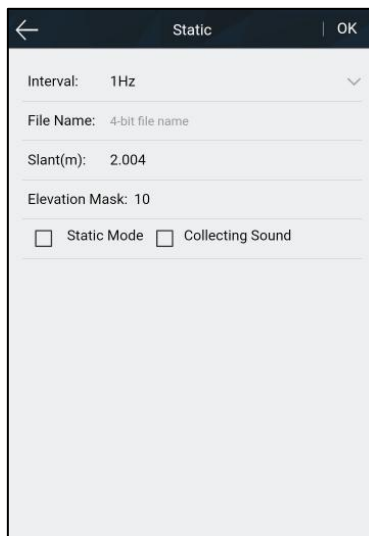 Static | OK
Interval: 1Hz
File Name: 4-bit file name
Slant(m): 2.004
Elevation Mask: 10
Static Mode Collecting Sound